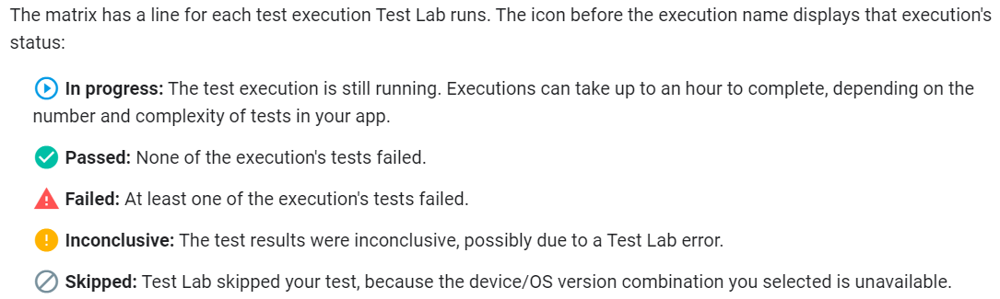 The matrix has a line for each test execution Test Lab runs. The icon before the execution name displays that execution's
status:
In progress: The test execution is still running. Executions can take up to an hour to complete, depending on the
number and complexity of tests in your app.
Passed: None of the execution's tests failed.
Failed: At least one of the execution's tests failed.
Inconclusive: The test results were inconclusive, possibly due to a Test Lab error.
Skipped: Test Lab skipped your test, because the device/OS version combination you selected is unavailable.